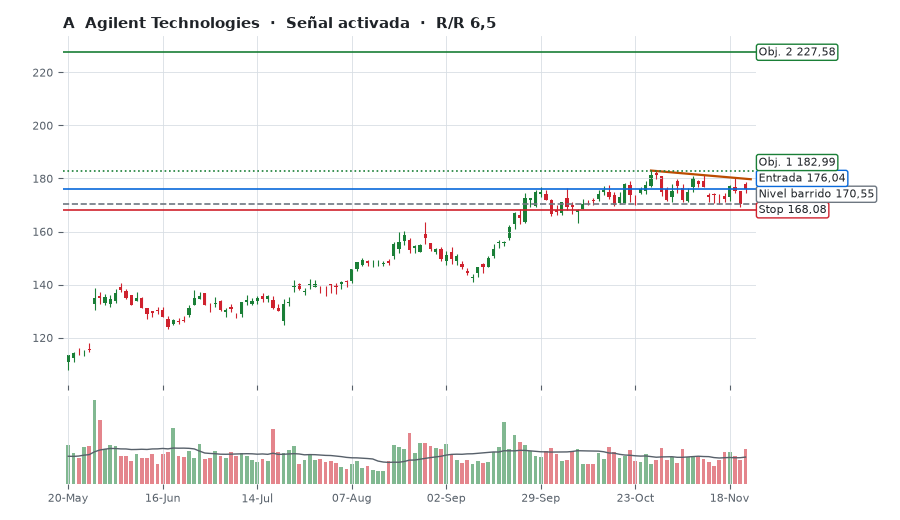 A Agilent Technologies · Señal activada · R/R 6,5
Obj. 2 227,58
220
200
Obj. 1 182,99
180
Entrada 176,04
Nivel barrido 170,55
Stop 168,08
160
140
120
20-May 16-Jun 14-Jul 07-Aug 02-Sep 29-Sep 23-Oct 18-Nov